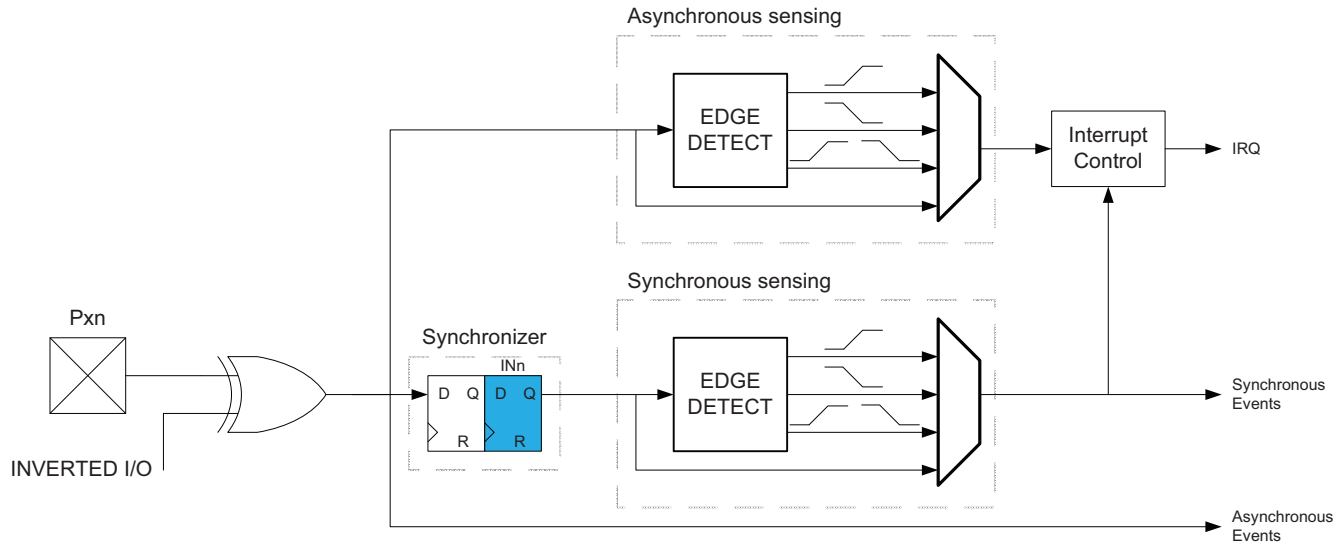 Asynchronous sensing
EDGE
DETECT
Interrupt
Control
IRQ
Synchronous sensing
Pxn
Synchronizer
INn
D Q D Q
R R
EDGE
DETECT
Synchronous
Events
INVERTED I/O
Asynchronous
Events